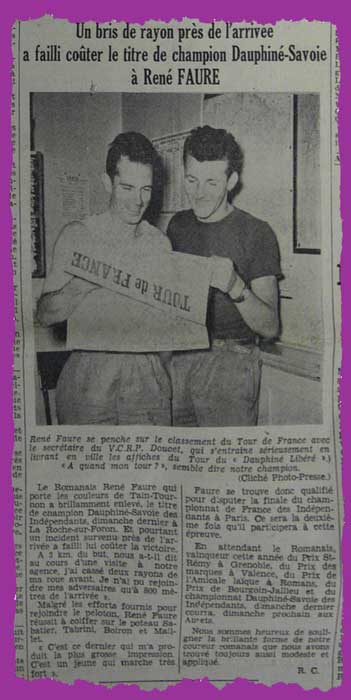 Un bris de rayon près de l'arrivée
a failli coûter le titre de champion Dauphiné-Savoie
à René FAURE
TOUR de FRANCE
René Faure se penche sur le classement du Tour de France avec
le secrétaire du V.C.R.P. Doucet, qui s'entraîne sérieusement en
livrant en ville les affiches du Tour du « Dauphiné Libéré ».)
« A quand mon tour ? », semble dire notre champion.
(Cliché Photo-Presse.)
Le Romanais René Faure qui
porte les couleurs de Tain-Tour-
non a brillamment enlevé, le titre
de champion Dauphiné-Savoie des
Indépendants, dimanche dernier à
La Roche-sur-Foron. Et pourtant
un incident survenu près de l'ar-
rivée a failli lui coûter la victoire.
A km. du but, nous a-t-il dit
au cours d'une visite à notre
agence, j'ai cassé deux rayons de
ma roue avant. Je n'ai pu rejoin-
dre mes adversaires qu'à 800 mè-
tres de l'arrivée ».
Malgré les efforts fournis pour
rejoindre le peloton, René Faure
réussit à coiffer sur le poteau Sa-
batier, Tabrini, Boiron et Mail-
let.
« C'est ce dernier qui m'a pro-
duit la plus grosse impression.
C'est un jeune qui marche très
fort ».
Faure se trouve donc qualifié
pour disputer la finale du cham-
pionnat de France des Indépen-
dants à Paris. Ce sera la deuxiè-
me fois qu'il participera à cette
épreuve.
En attendant le Romanais,
vainqueur cette année du Prix St-
Rémy à Grenoble, du Prix des
marques à Valence, du Prix de
l'Amicale laïque à Romans, du
Prix de Bourgoin-Jallieu et du
championnat Dauphiné-Savoie des
Indépendants, dimanche dernier
courra, dimanche prochain aux
Abrets.
Nous sommes heureux de souli-
gner la brillante forme de notre
coureur romanais que nous avons
trouvé toujours aussi modeste et
appliqué.
R. C.